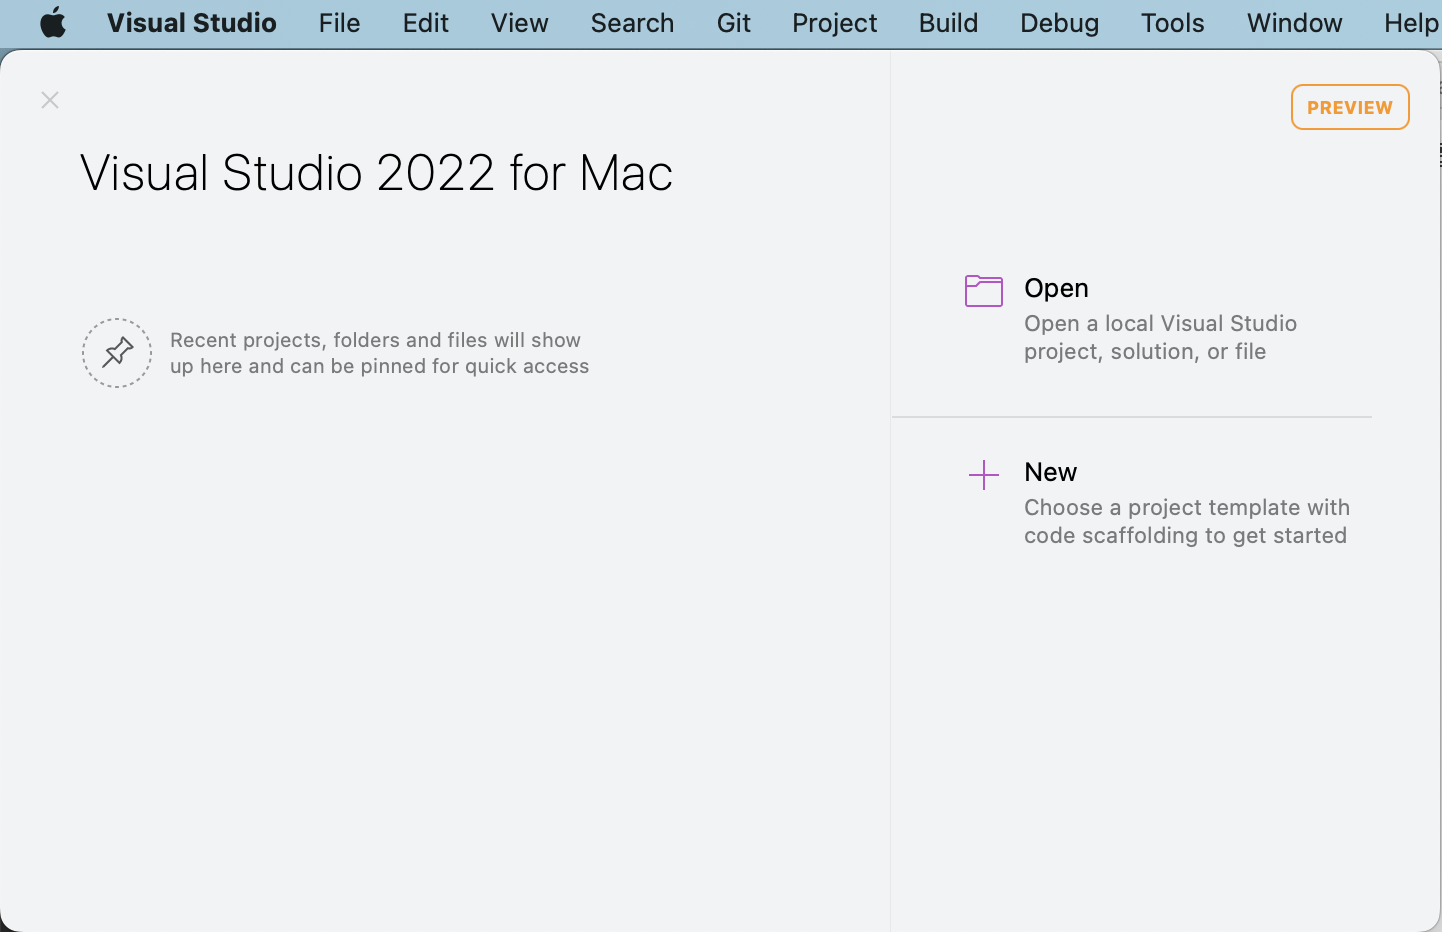 Visual Studio File Edit View Search Git Project Build Debug Tools Window Help
PREVIEW
Visual Studio 2022 for Mac
Recent projects, folders and files will show
up here and can be pinned for quick access
Open
Open a local Visual Studio
project, solution, or file
New
Choose a project template with
code scaffolding to get started